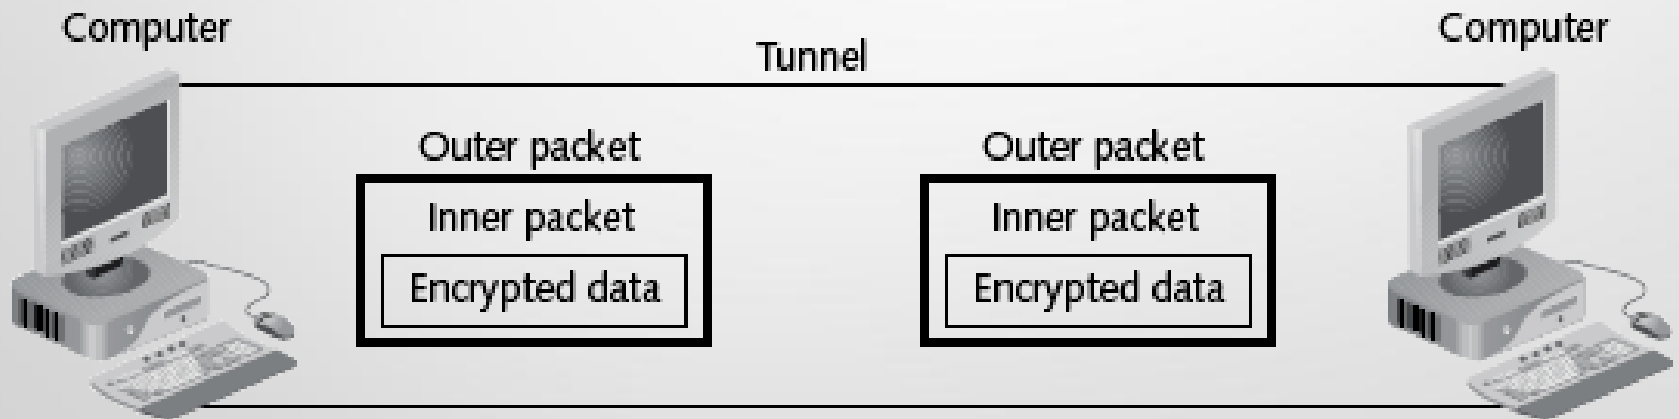 Computer
Tunnel
Computer
Outer packet
Inner packet
Encrypted data
Outer packet
Inner packet
Encrypted data